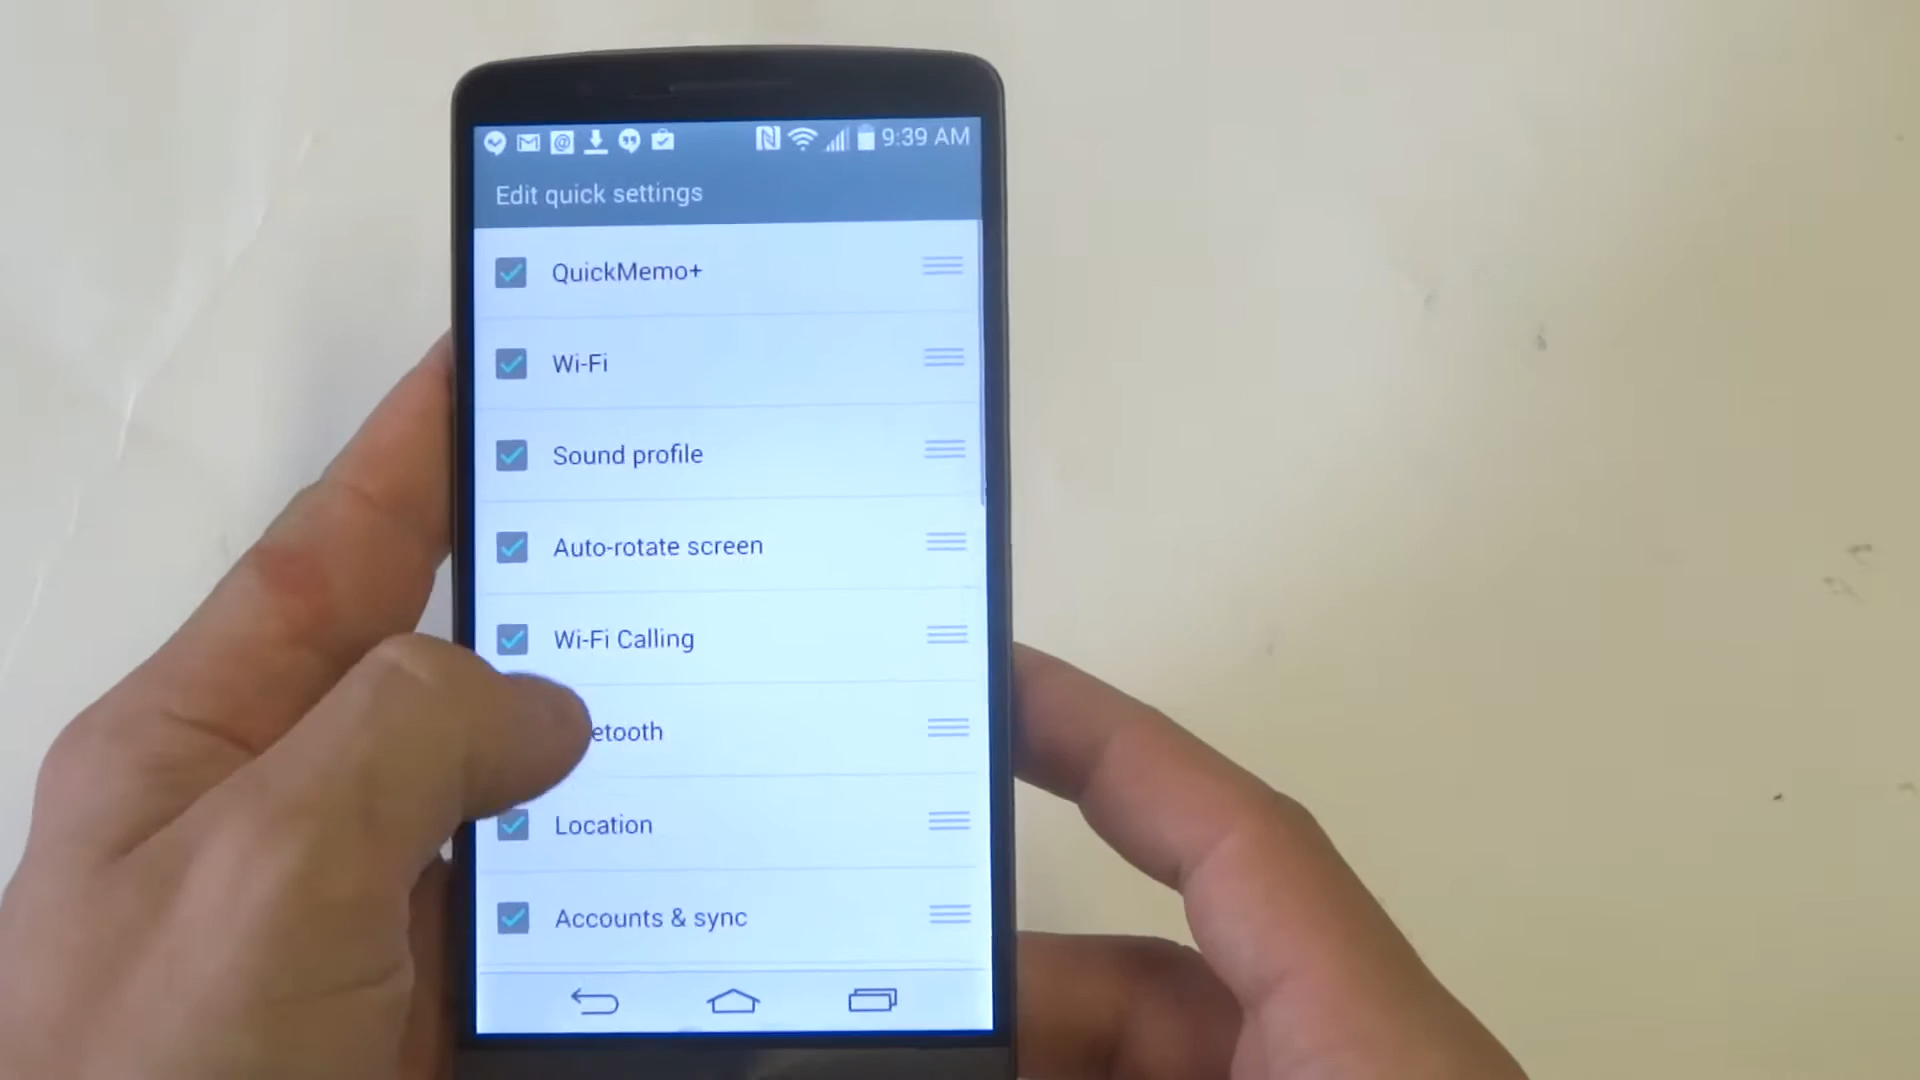 9:39 AM
Edit quick settings
QuickMemo+
Wi-Fi
Sound profile
Auto-rotate screen
Wi-Fi Calling
etooth
Location
Accounts & sync